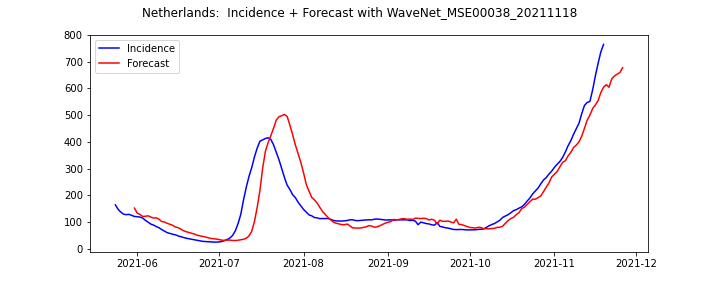 Netherlands:  Incidence + Forecast with WaveNet_MSE00038_20211118
Incidence
Forecast
800
700
600
500
400
300
200
100
0
2021-06 2021-07 2021-08 2021-09 2021-10 2021-11 2021-12